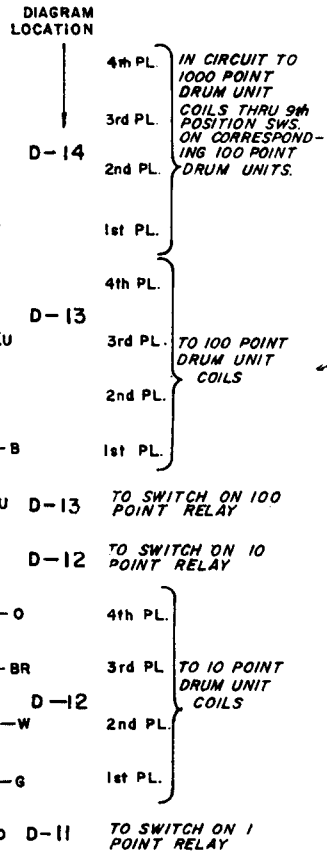 DIAGRAM
LOCATION
4th PL.
IN CIRCUIT TO
1000 POINT
DRUM UNIT
COILS THRU 9th
POSITION SWS.
ON CORRESPOND-
ING 100 POINT
DRUM UNITS.
3rd PL.
D-14
2nd PL.
1st PL.
4th PL.
D-13
U
3rd PL.
TO 100 POINT
DRUM UNIT
COILS
2nd PL.
-B
1st PL.
U D-13 TO SWITCH ON 100
POINT RELAY
D-12 TO SWITCH ON 10
POINT RELAY
-O
4th PL.
-BR
3rd PL
TO 10 POINT
DRUM UNIT
COILS
D-12
-W
2nd PL.
-G
1st PL.
D-11 TO SWITCH ON 1
POINT RELAY